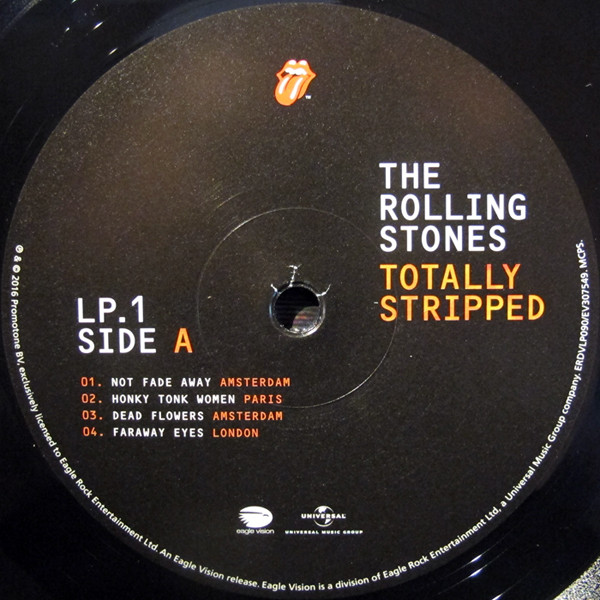 TM
THE
ROLLING
STONES
TOTALLY
STRIPPED
LP.1
SIDE A
01. NOT FADE AWAY AMSTERDAM
02. HONKY TONK WOMEN PARIS
03. DEAD FLOWERS AMSTERDAM
04. FARAWAY EYES LONDON
eagle vision
UNIVERSAL
UNIVERSAL MUSIC GROUP
℗ & © 2016 Promotone BV, exclusively licensed to Eagle Rock Entertainment Ltd. An Eagle Vision release. Eagle Vision is a division of Eagle Rock Entertainment Ltd, a Universal Music Group company. ERDVLP090/EV307549. MCPS.